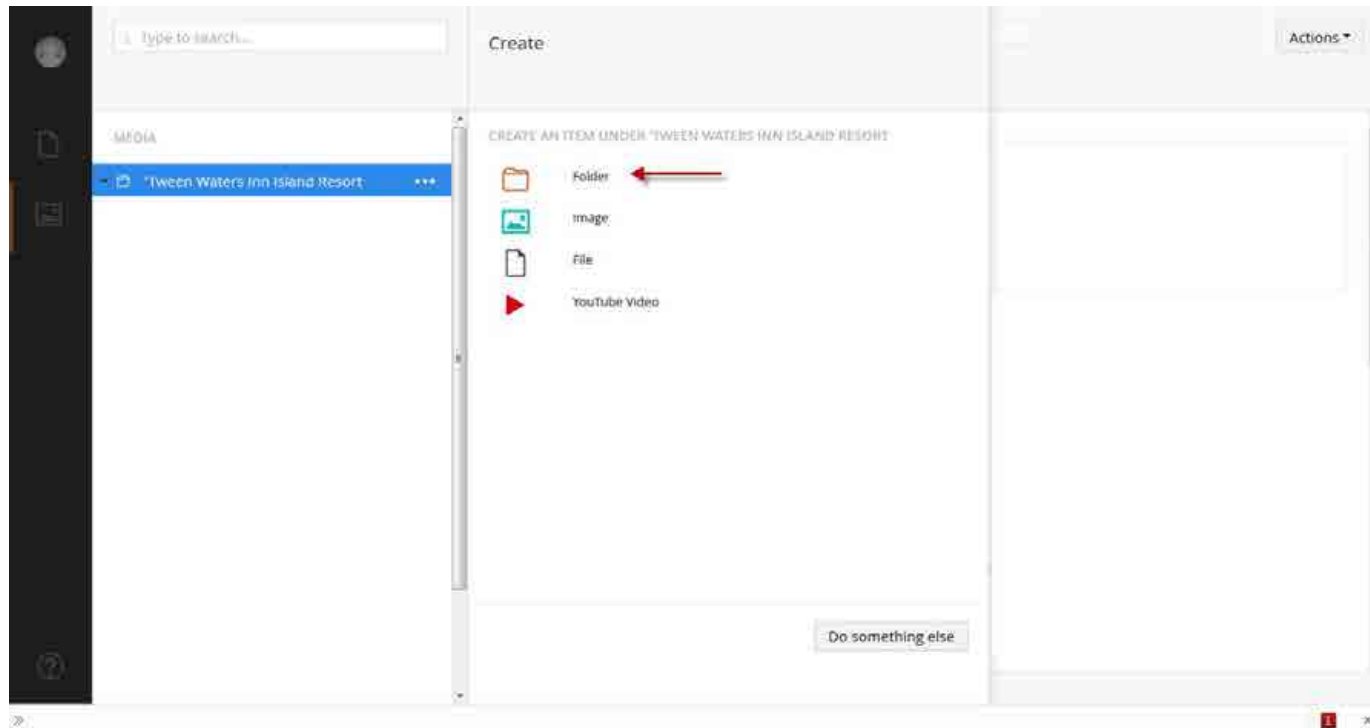 Type to search...
Create
Actions
MEDIA
CREATE AN ITEM UNDER 'TWEEN WATERS INN ISLAND RESORT
'Tween Waters Inn Island Resort
Folder
Image
File
YouTube Video
Do something else
1